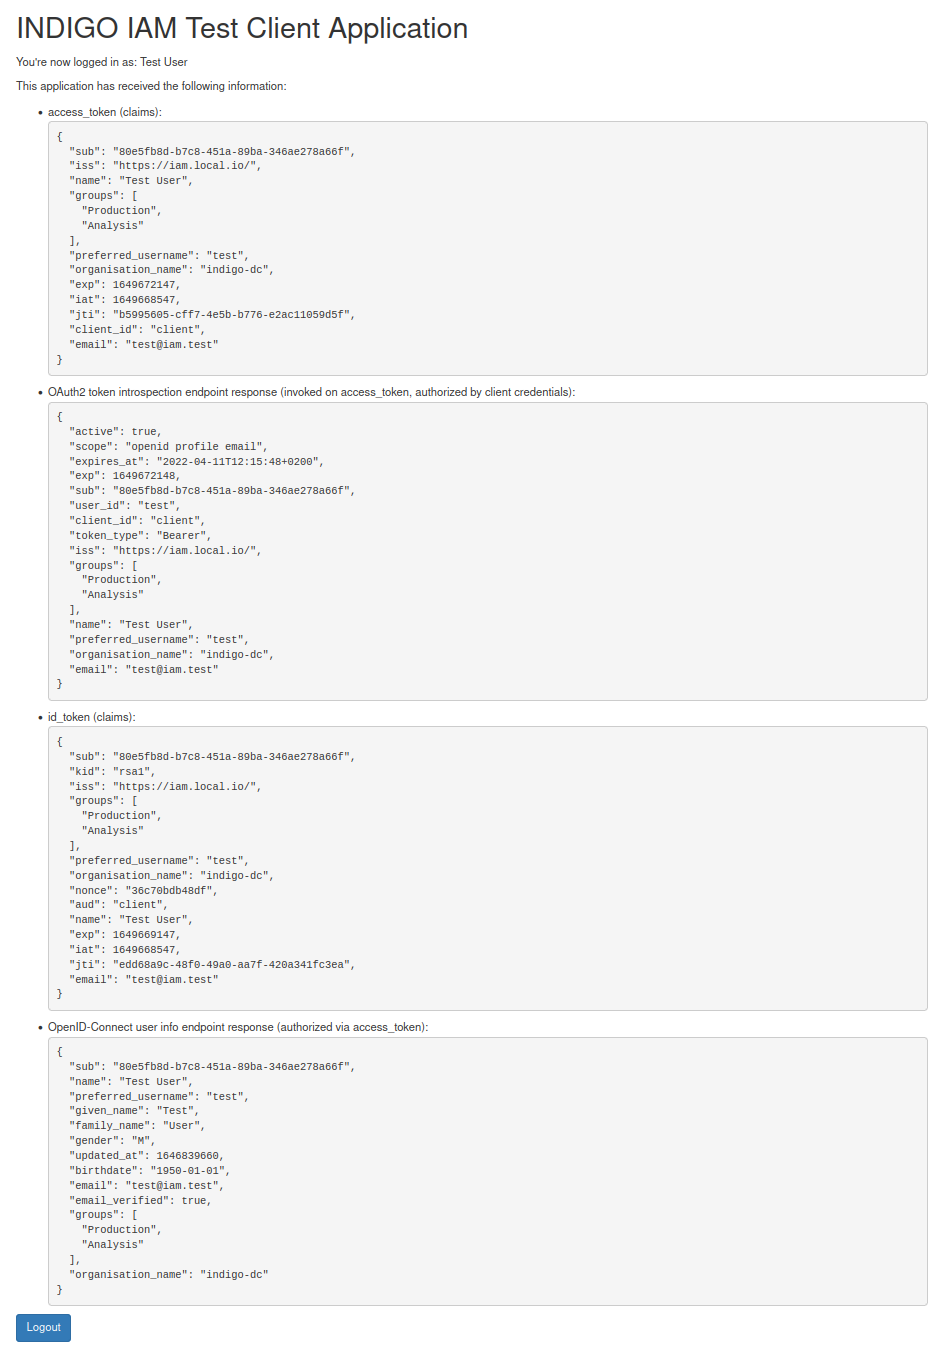 INDIGO IAM Test Client Application
You're now logged in as: Test User
This application has received the following information:
• access_token (claims):
{
  "sub": "80e5fb8d-b7c8-451a-89ba-346ae278a66f",
  "iss": "https://iam.local.io/",
  "name": "Test User",
  "groups": [
    "Production",
    "Analysis"
  ],
  "preferred_username": "test",
  "organisation_name": "indigo-dc",
  "exp": 1649672147,
  "iat": 1649668547,
  "jti": "b5995605-cff7-4e5b-b776-e2ac11059d5f",
  "client_id": "client",
  "email": "test@iam.test"
}
• OAuth2 token introspection endpoint response (invoked on access_token, authorized by client credentials):
{
  "active": true,
  "scope": "openid profile email",
  "expires_at": "2022-04-11T12:15:48+0200",
  "exp": 1649672148,
  "sub": "80e5fb8d-b7c8-451a-89ba-346ae278a66f",
  "user_id": "test",
  "client_id": "client",
  "token_type": "Bearer",
  "iss": "https://iam.local.io/",
  "groups": [
    "Production",
    "Analysis"
  ],
  "name": "Test User",
  "preferred_username": "test",
  "organisation_name": "indigo-dc",
  "email": "test@iam.test"
}
• id_token (claims):
{
  "sub": "80e5fb8d-b7c8-451a-89ba-346ae278a66f",
  "kid": "rsa1",
  "iss": "https://iam.local.io/",
  "groups": [
    "Production",
    "Analysis"
  ],
  "preferred_username": "test",
  "organisation_name": "indigo-dc",
  "nonce": "36c70bdb48df",
  "aud": "client",
  "name": "Test User",
  "exp": 1649669147,
  "iat": 1649668547,
  "jti": "edd68a9c-48f0-49a0-aa7f-420a341fc3ea",
  "email": "test@iam.test"
}
• OpenID-Connect user info endpoint response (authorized via access_token):
{
  "sub": "80e5fb8d-b7c8-451a-89ba-346ae278a66f",
  "name": "Test User",
  "preferred_username": "test",
  "given_name": "Test",
  "family_name": "User",
  "gender": "M",
  "updated_at": 1646839660,
  "birthdate": "1950-01-01",
  "email": "test@iam.test",
  "email_verified": true,
  "groups": [
    "Production",
    "Analysis"
  ],
  "organisation_name": "indigo-dc"
}
Logout